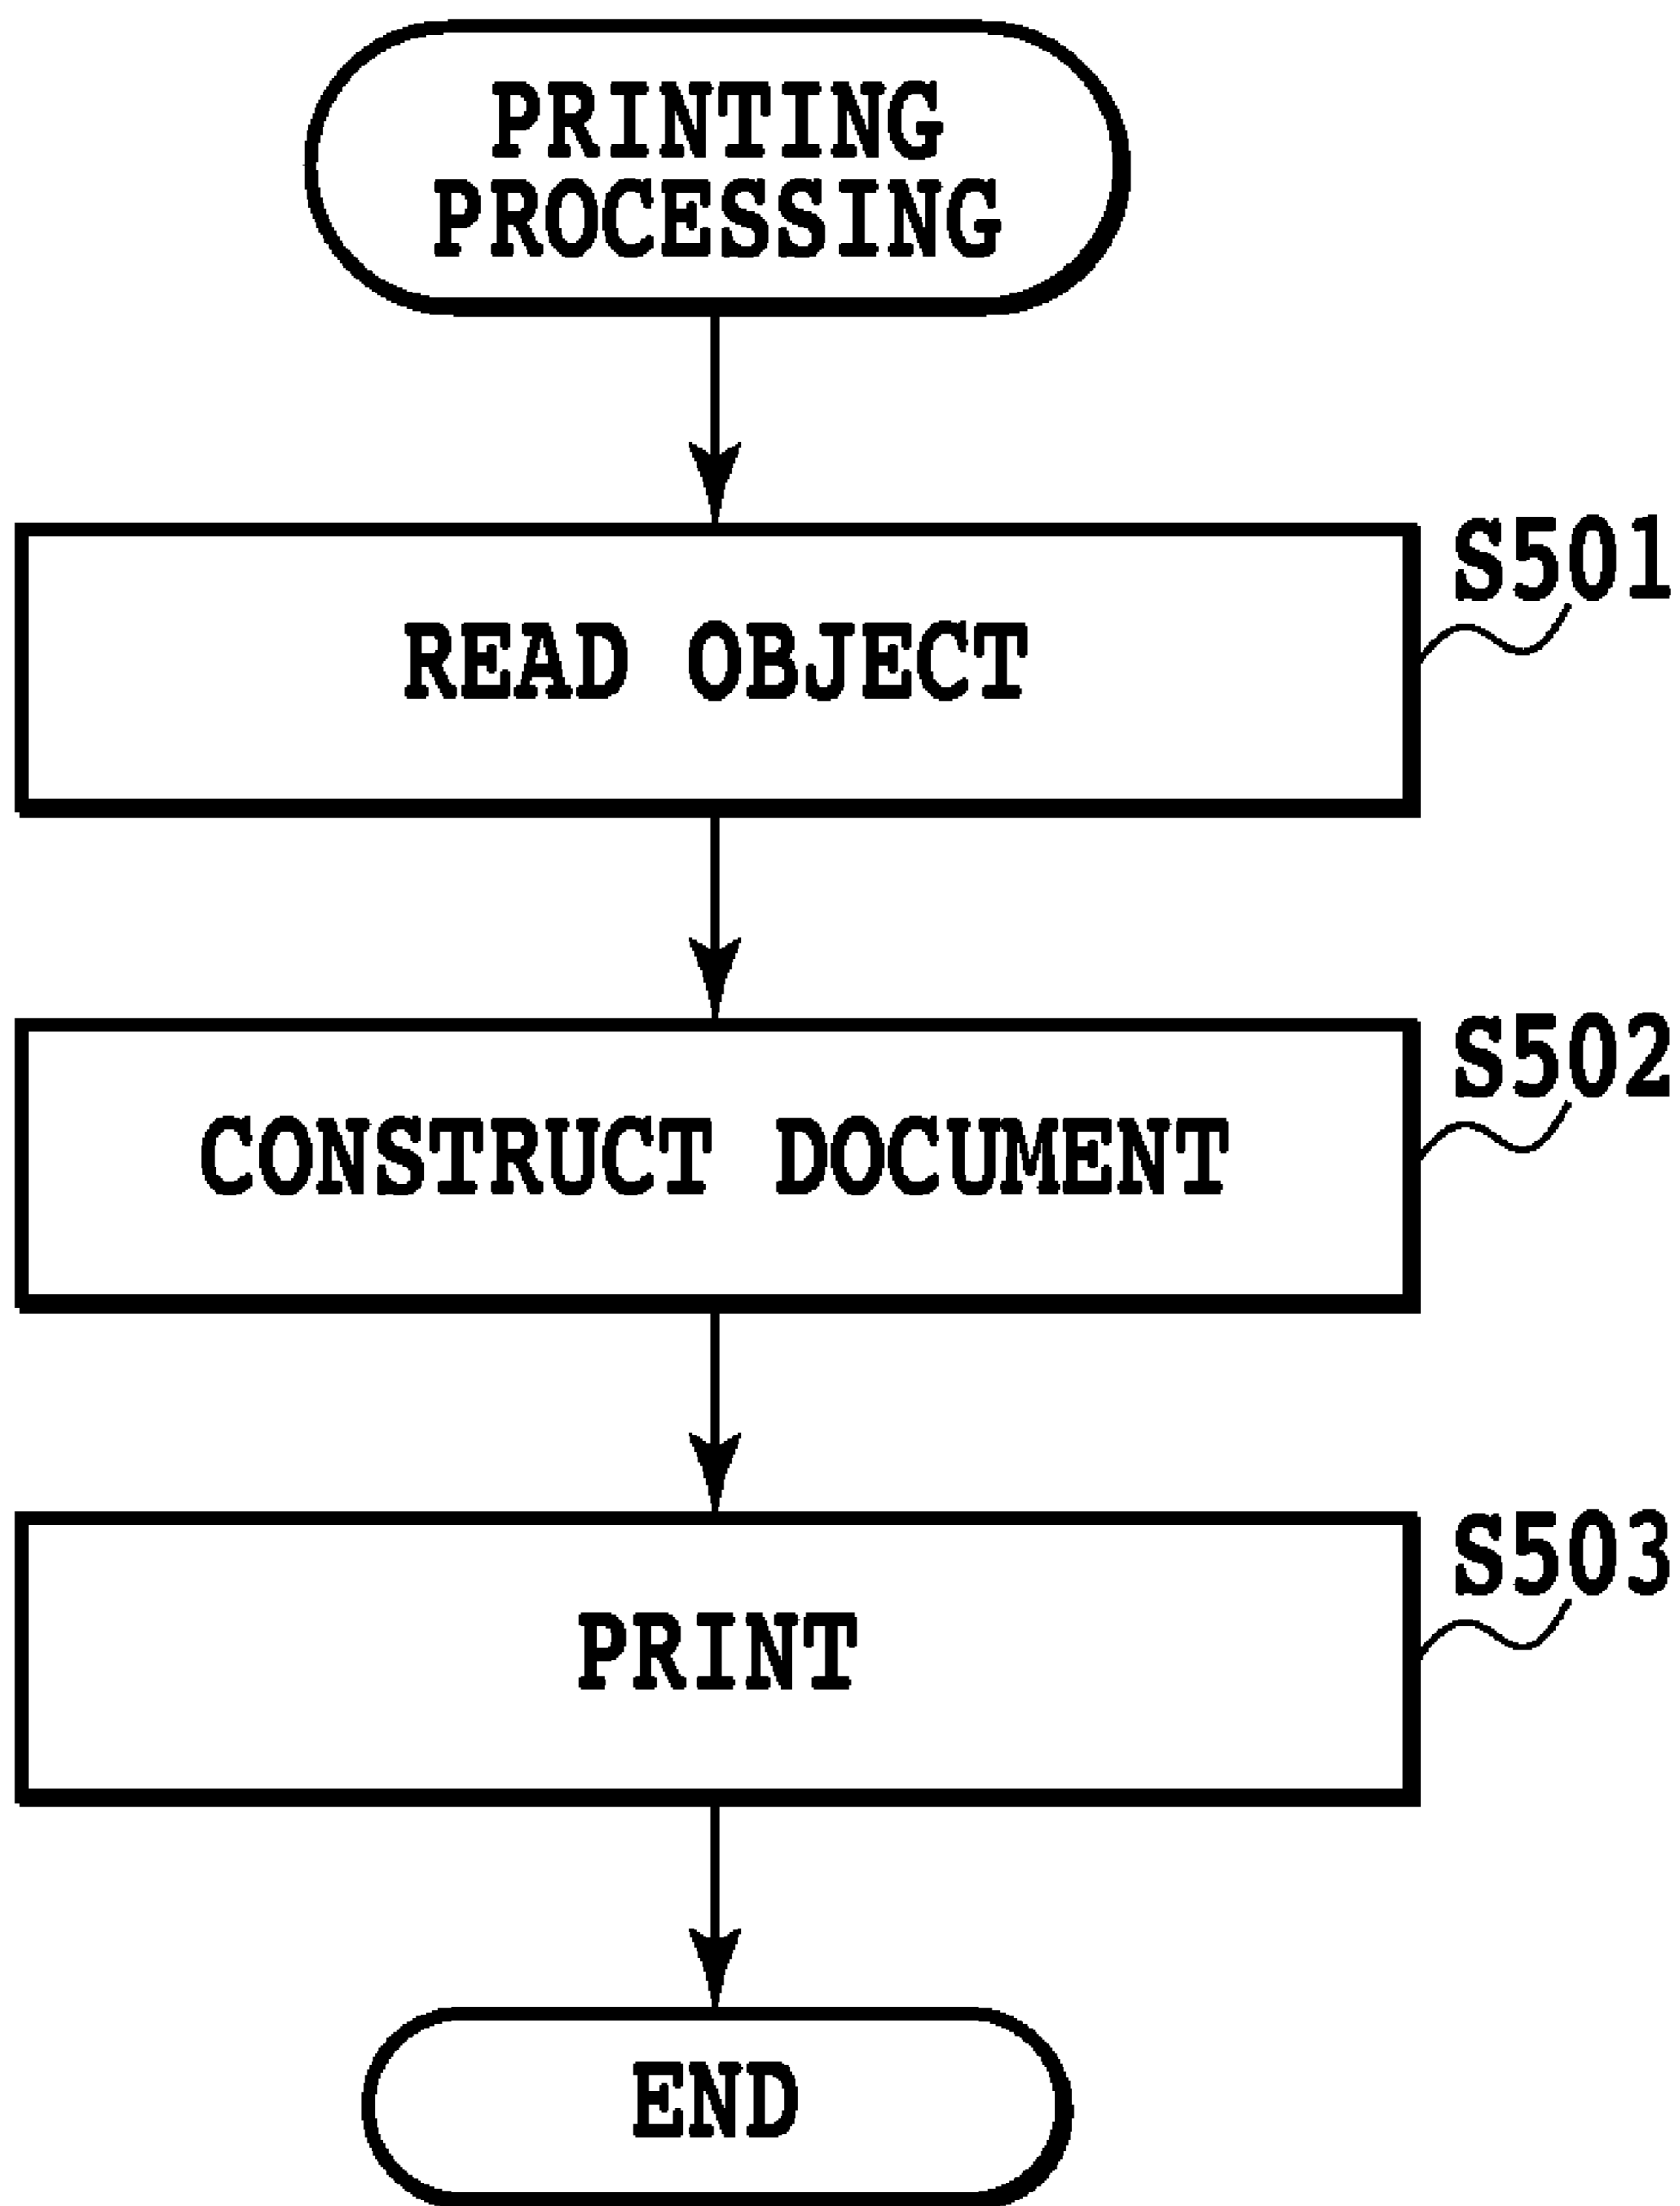 PRINTING
PROCESSING
S501
READ OBJECT
S502
CONSTRUCT DOCUMENT
S503
PRINT
END